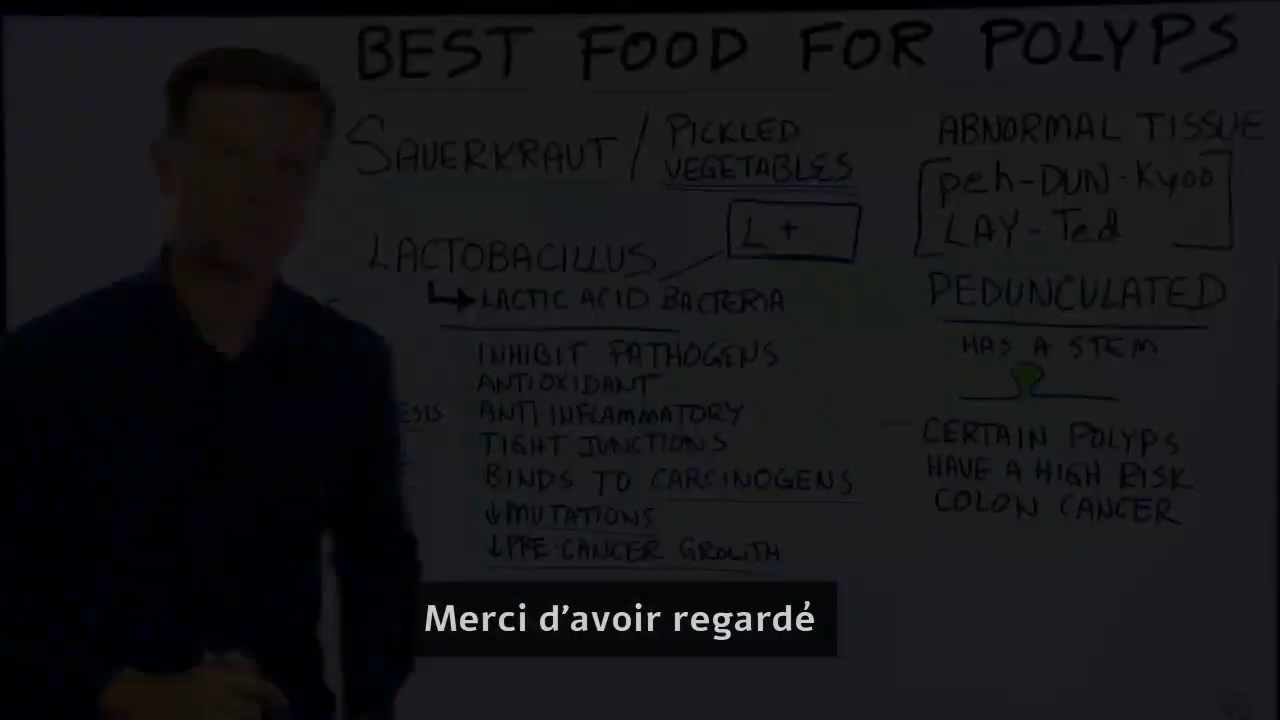 BEST FOOD FOR POLYPS
SAUERKRAUT / PICKLED
VEGETABLES
L +
LACTOBACILLUS
LACTIC ACID BACTERIA
INHIBIT PATHOGENS
ANTIOXIDANT
ESIS ANTI-INFLAMMATORY
TIGHT JUNCTIONS
BINDS TO CARCINOGENS
↓MUTATIONS
↓PRE-CANCER GROWTH
ABNORMAL TISSUE
[peh-DUN-Kyoo
LAY-Ted]
PEDUNCULATED
HAS A STEM
CERTAIN POLYPS
HAVE A HIGH RISK
COLON CANCER
Merci d’avoir regardé